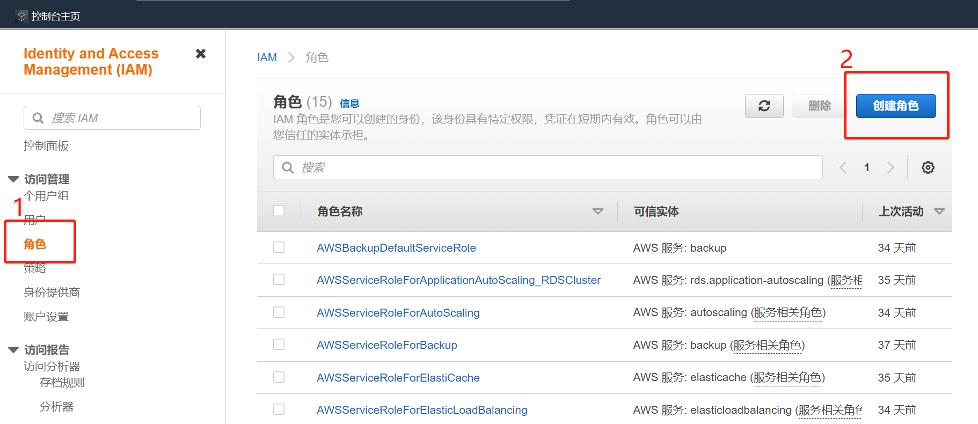 控制台主页
Identity and Access
Management (IAM)
搜索 IAM
控制面板
访问管理
个用户组
1
用户
角色
策略
身份提供商
账户设置
访问报告
访问分析器
存档规则
分析器
IAM
角色
2
角色 (15) 信息
IAM 角色是您可以创建的身份，该身份具有特定权限，凭证在短期内有效。角色可以由
您信任的实体承担。
删除
创建角色
搜索
1
角色名称 可信实体 上次活动
AWSBackupDefaultServiceRole AWS 服务: backup 34 天前
AWSServiceRoleForApplicationAutoScaling_RDSCluster AWS 服务: rds.application-autoscaling (服务相 35 天前
AWSServiceRoleForAutoScaling AWS 服务: autoscaling (服务相关角色) 34 天前
AWSServiceRoleForBackup AWS 服务: backup (服务相关角色) 37 天前
AWSServiceRoleForElastiCache AWS 服务: elasticache (服务相关角色) 35 天前
AWSServiceRoleForElasticLoadBalancing AWS 服务: elasticloadbalancing (服务相关角色 34 天前